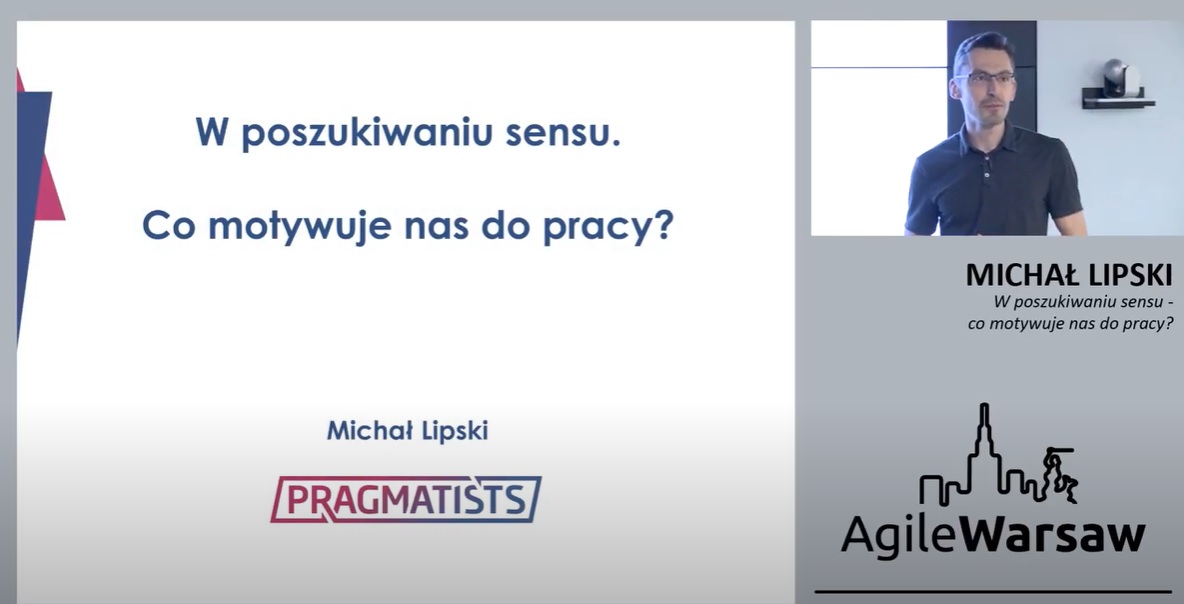 W poszukiwaniu sensu.
Co motywuje nas do pracy?
Michał Lipski
PRAGMATISTS
MICHAŁ LIPSKI
W poszukiwaniu sensu -
co motywuje nas do pracy?
AgileWarsaw